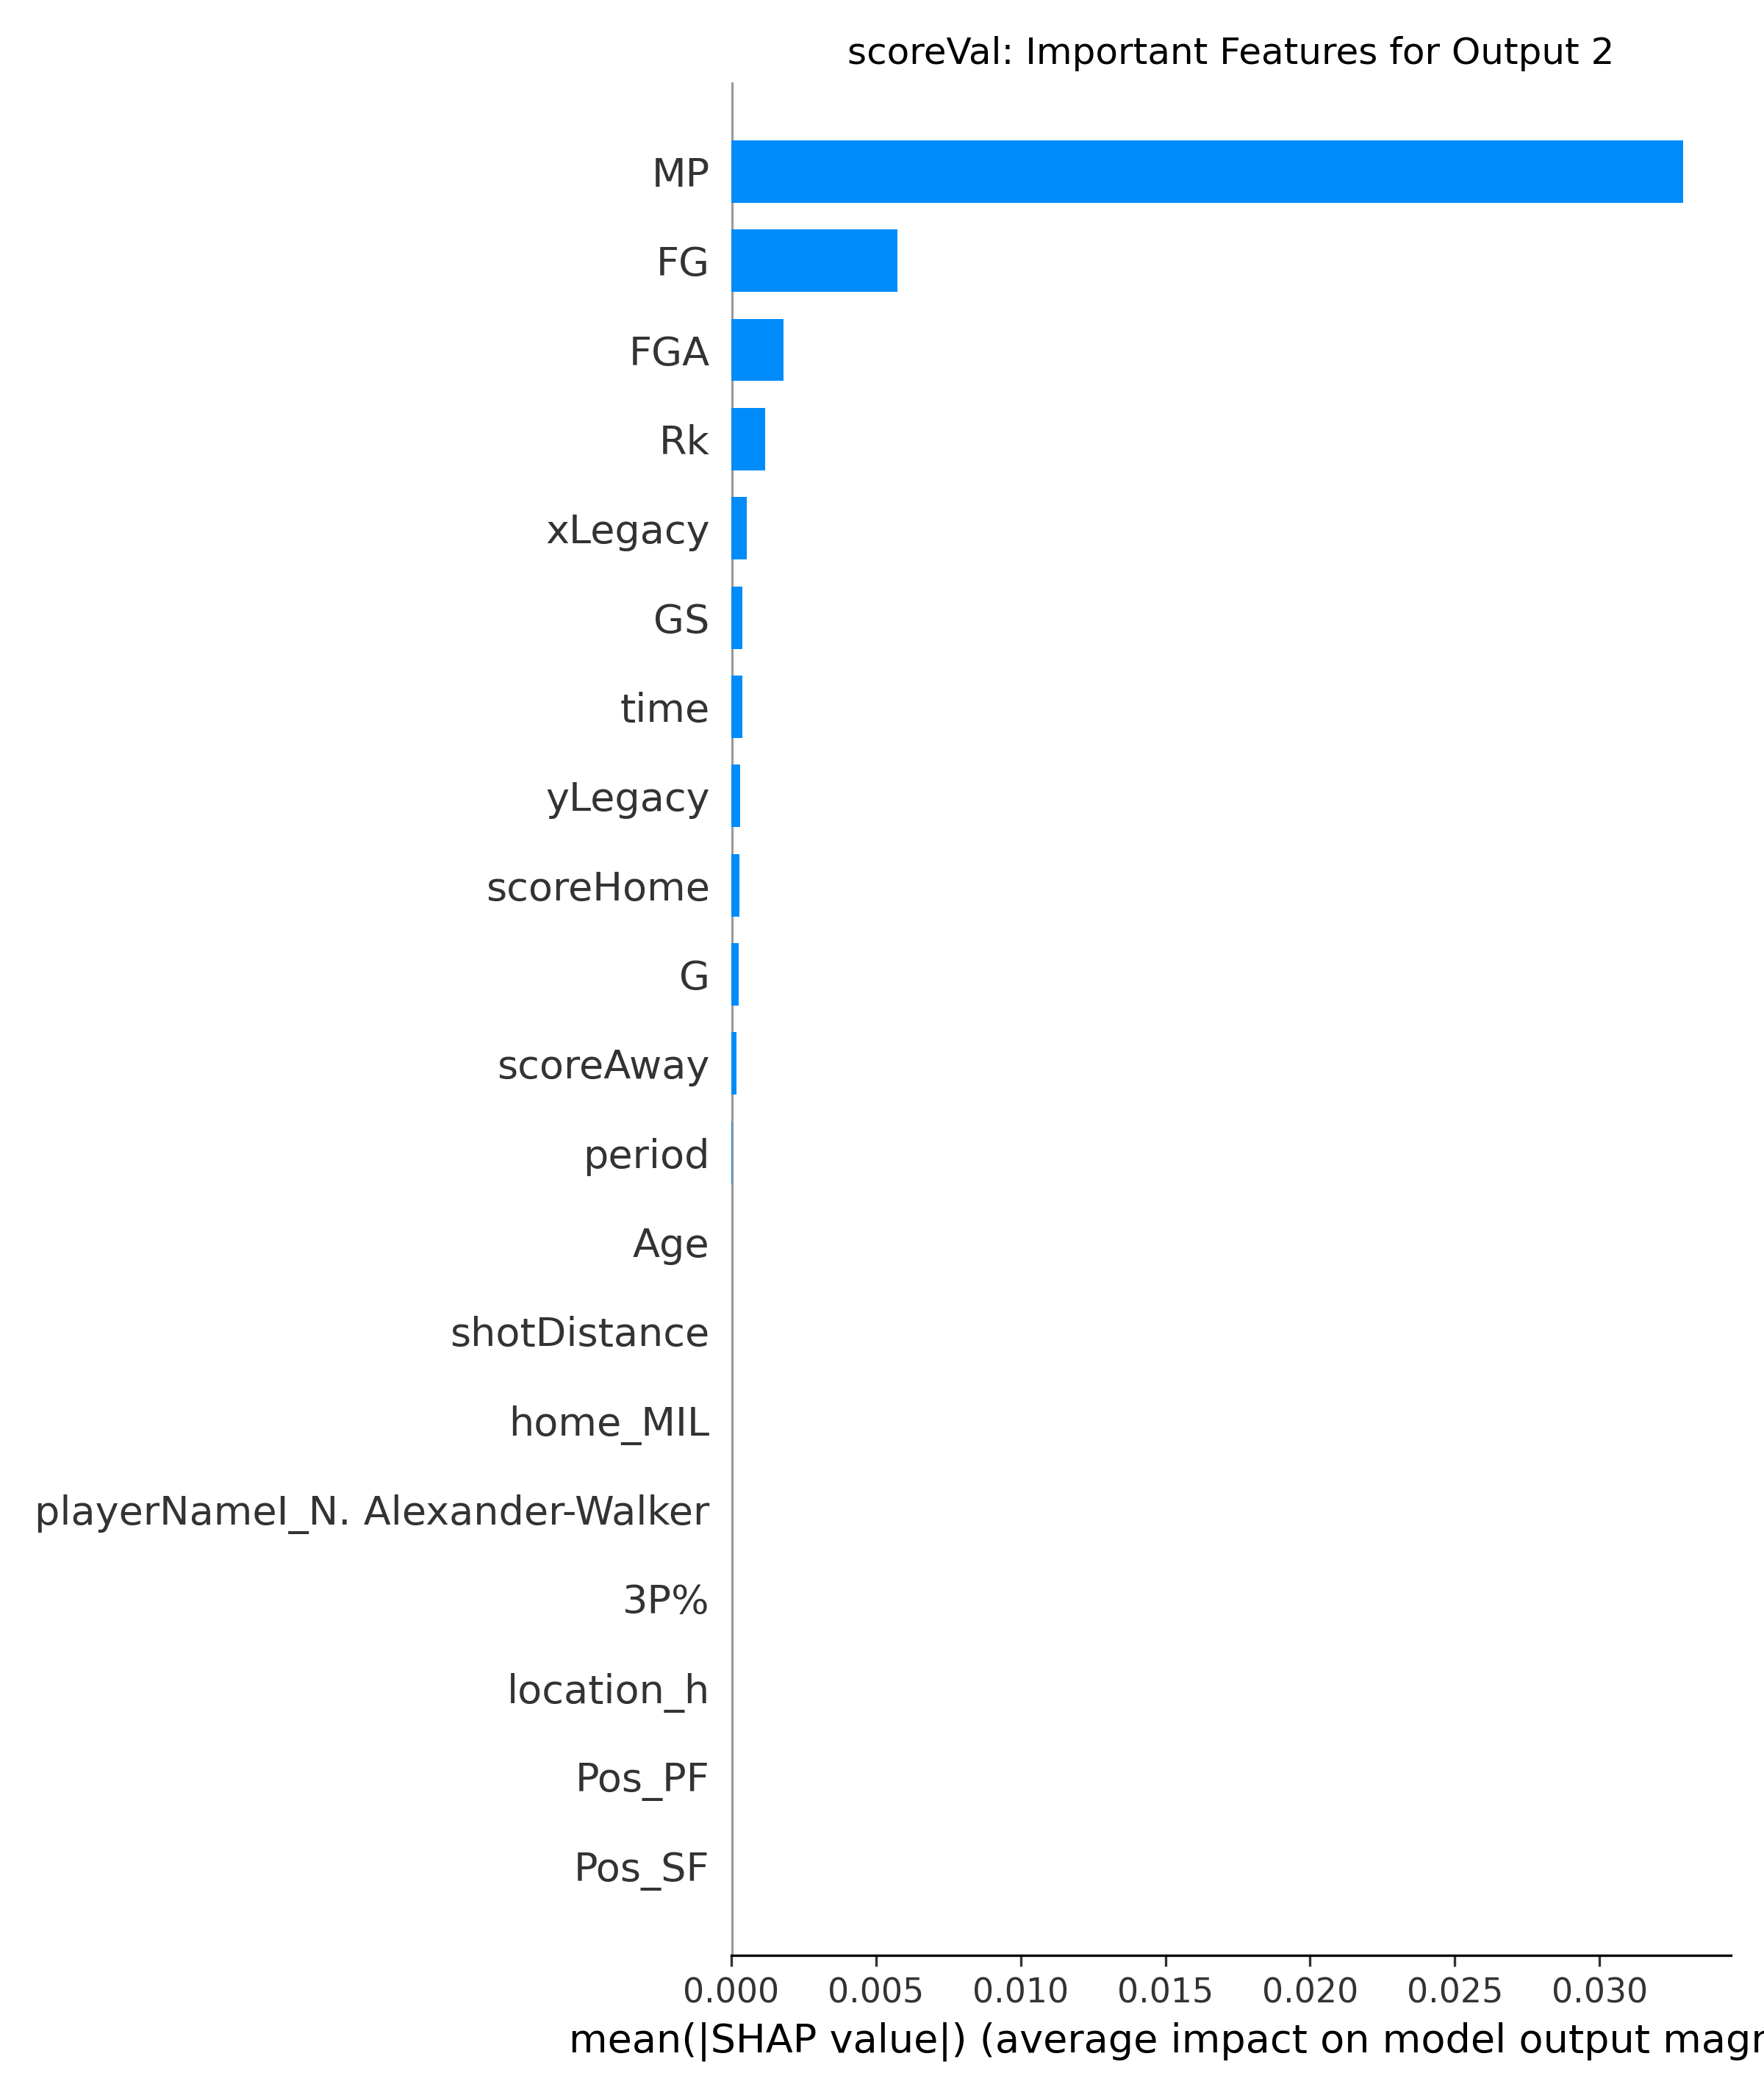 scoreVal: Important Features for Output 2
MP
FG
FGA
Rk
xLegacy
GS
time
yLegacy
scoreHome
G
scoreAway
period
Age
shotDistance
home_MIL
playerNameI_N. Alexander-Walker
3P%
location_h
Pos_PF
Pos_SF
0.000 0.005 0.010 0.015 0.020 0.025 0.030
mean(|SHAP value|) (average impact on model output